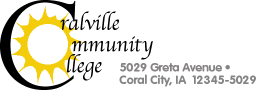 Coralville
Community
College
5029 Greta Avenue •
Coral City, IA 12345-5029